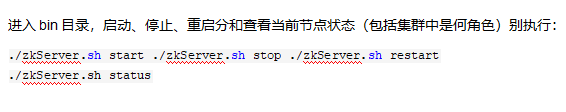 进入 bin 目录，启动、停止、重启分和查看当前节点状态（包括集群中是何角色）别执行：
./zkServer.sh start ./zkServer.sh stop ./zkServer.sh restart
./zkServer.sh status